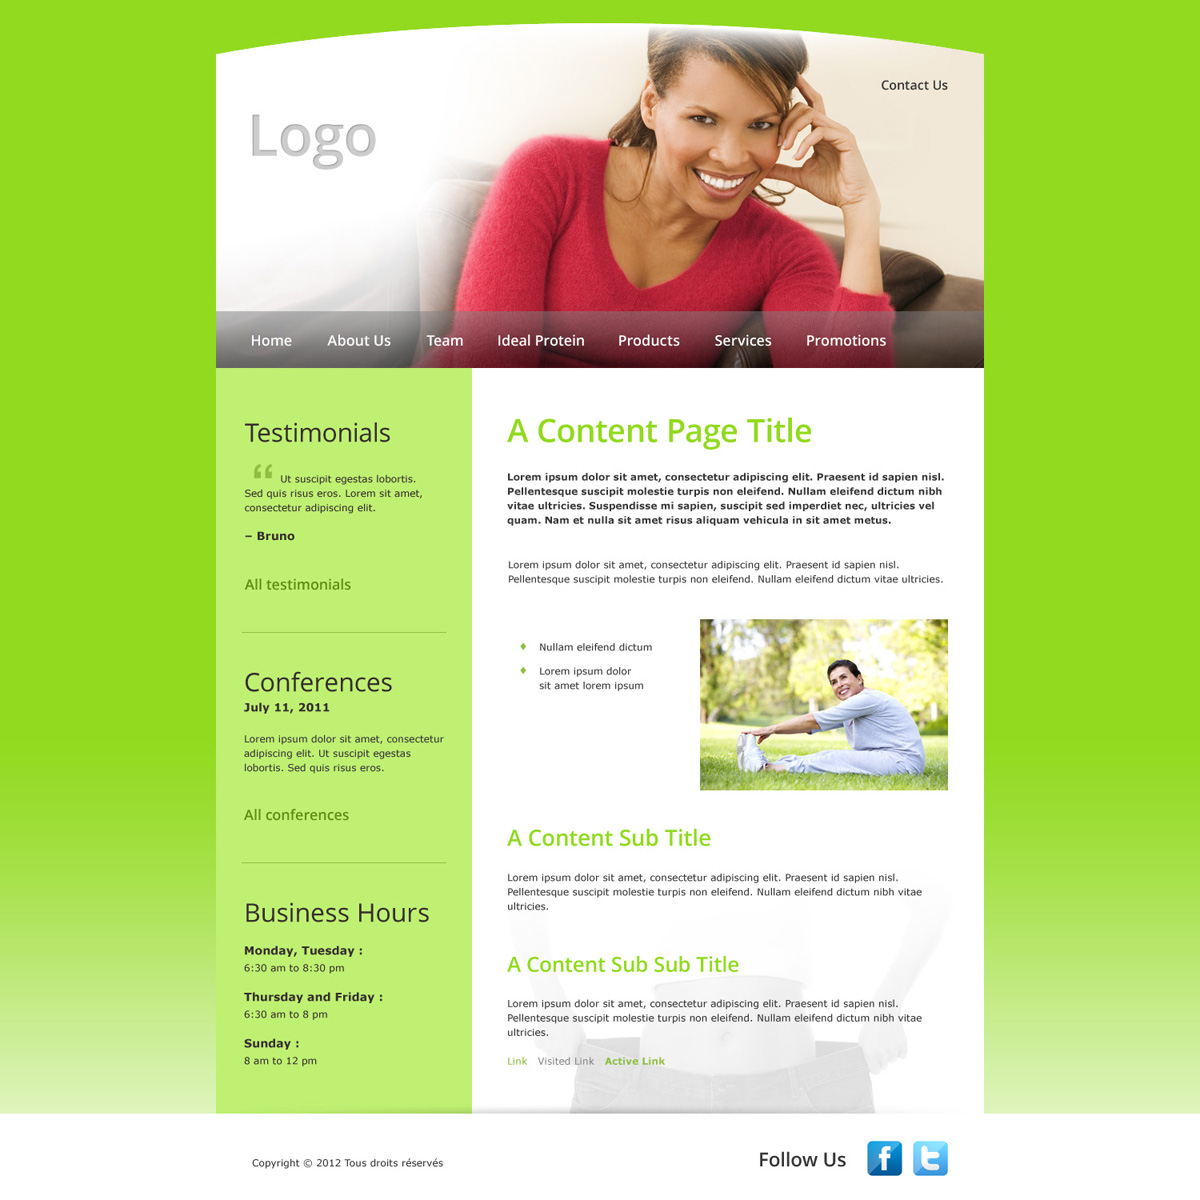 Contact Us
Logo
Home About Us Team Ideal Protein Products Services Promotions
Testimonials
“ Ut suscipit egestas lobortis.
Sed quis risus eros. Lorem sit amet,
consectetur adipiscing elit.
– Bruno
All testimonials
Conferences
July 11, 2011
Lorem ipsum dolor sit amet, consectetur
adipiscing elit. Ut suscipit egestas
lobortis. Sed quis risus eros.
All conferences
Business Hours
Monday, Tuesday :
6:30 am to 8:30 pm
Thursday and Friday :
6:30 am to 8 pm
Sunday :
8 am to 12 pm
A Content Page Title
Lorem ipsum dolor sit amet, consectetur adipiscing elit. Praesent id sapien nisl.
Pellentesque suscipit molestie turpis non eleifend. Nullam eleifend dictum nibh
vitae ultricies. Suspendisse mi sapien, suscipit sed imperdiet nec, ultricies vel
quam. Nam et nulla sit amet risus aliquam vehicula in sit amet metus.
Lorem ipsum dolor sit amet, consectetur adipiscing elit. Praesent id sapien nisl.
Pellentesque suscipit molestie turpis non eleifend. Nullam eleifend dictum vitae ultricies.
Nullam eleifend dictum
Lorem ipsum dolor
sit amet lorem ipsum
A Content Sub Title
Lorem ipsum dolor sit amet, consectetur adipiscing elit. Praesent id sapien nisl.
Pellentesque suscipit molestie turpis non eleifend. Nullam eleifend dictum nibh vitae
ultricies.
A Content Sub Sub Title
Lorem ipsum dolor sit amet, consectetur adipiscing elit. Praesent id sapien nisl.
Pellentesque suscipit molestie turpis non eleifend. Nullam eleifend dictum nibh vitae
ultricies.
Link Visited Link Active Link
Copyright © 2012 Tous droits réservés
Follow Us f t